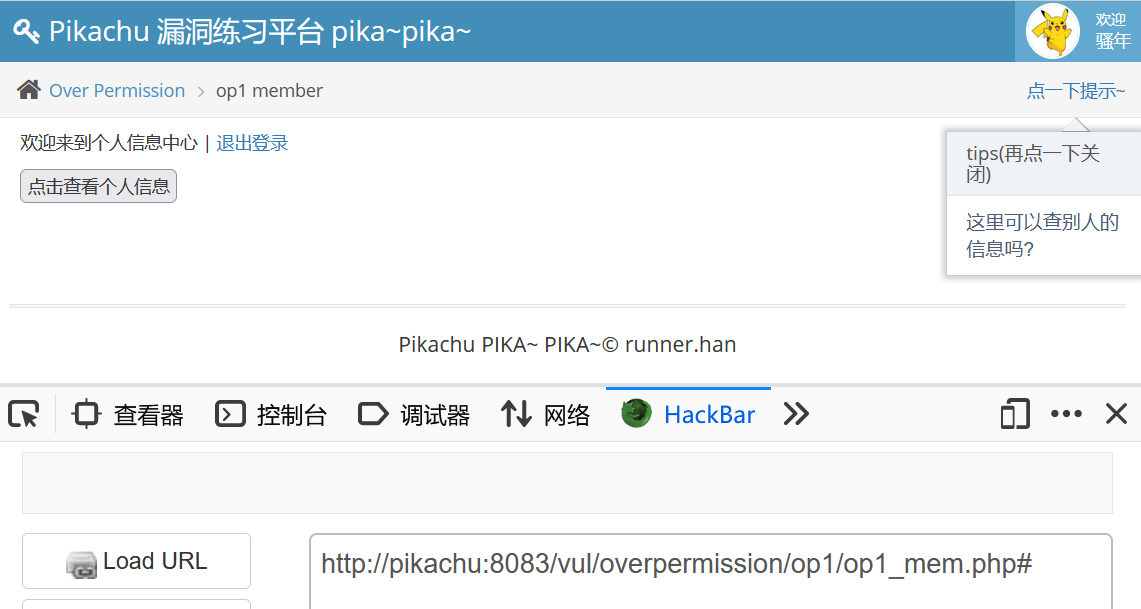 Pikachu 漏洞练习平台 pika~pika~
欢迎
骚年
Over Permission > op1 member
点一下提示~
欢迎来到个人信息中心 | 退出登录
点击查看个人信息
tips(再点一下关
闭)
这里可以查别人的
信息吗?
Pikachu PIKA~ PIKA~© runner.han
查看器
控制台
调试器
网络
HackBar
Load URL
http://pikachu:8083/vul/overpermission/op1/op1_mem.php#